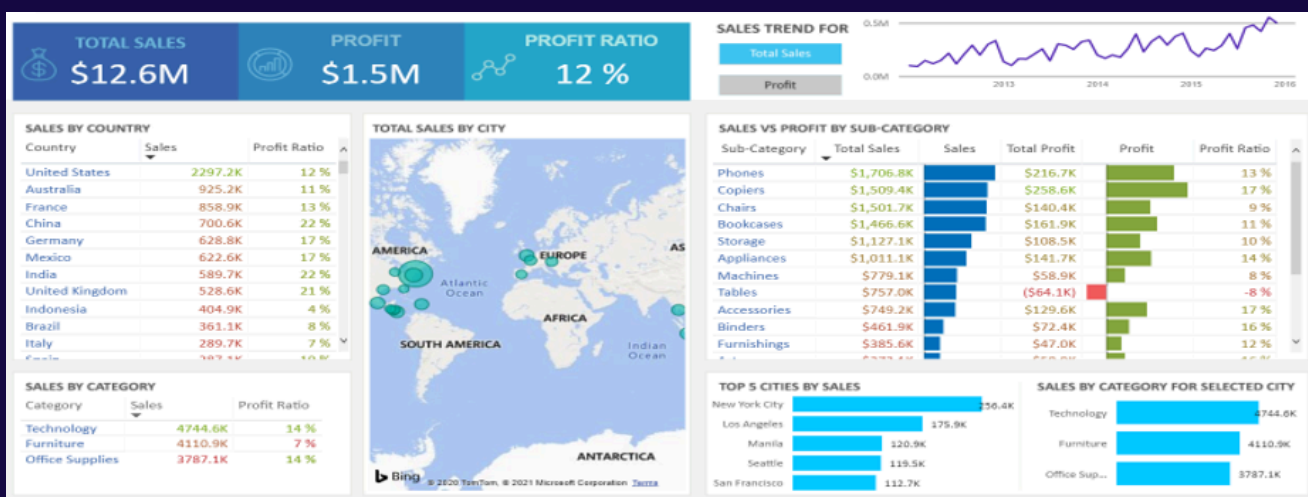 TOTAL SALES
$12.6M
PROFIT
$1.5M
PROFIT RATIO
12 %
SALES TREND FOR
Total Sales
Profit
0.5M
0.0M
2013 2014 2015 2016
SALES BY COUNTRY
Country Sales Profit Ratio
United States 2297.2K 12 %
Australia 925.2K 11 %
France 858.9K 13 %
China 700.6K 22 %
Germany 628.8K 17 %
Mexico 622.6K 17 %
India 589.7K 22 %
United Kingdom 528.6K 21 %
Indonesia 404.9K 4 %
Brazil 361.1K 8 %
Italy 289.7K 7 %
TOTAL SALES BY CITY
AMERICA
EUROPE
AS
Atlantic
Ocean
AFRICA
SOUTH AMERICA
Indian
Ocean
ANTARCTICA
Bing
© 2020 TomTom, © 2021 Microsoft Corporation Terms
SALES VS PROFIT BY SUB-CATEGORY
Sub-Category Total Sales Sales Total Profit Profit Profit Ratio
Phones $1,706.8K $216.7K 13 %
Copiers $1,509.4K $258.6K 17 %
Chairs $1,501.7K $140.4K 9 %
Bookcases $1,466.6K $161.9K 11 %
Storage $1,127.1K $108.5K 10 %
Appliances $1,011.1K $141.7K 14 %
Machines $779.1K $58.9K 8 %
Tables $757.0K ($64.1K) -8 %
Accessories $749.2K $129.6K 17 %
Binders $461.9K $72.4K 16 %
Furnishings $385.6K $47.0K 12 %
SALES BY CATEGORY
Category Sales Profit Ratio
Technology 4744.6K 14 %
Furniture 4110.9K 7 %
Office Supplies 3787.1K 14 %
TOP 5 CITIES BY SALES
New York City 256.4K
Los Angeles 175.9K
Manila 120.9K
Seattle 119.5K
San Francisco 112.7K
SALES BY CATEGORY FOR SELECTED CITY
Technology 4744.6K
Furniture 4110.9K
Office Sup... 3787.1K